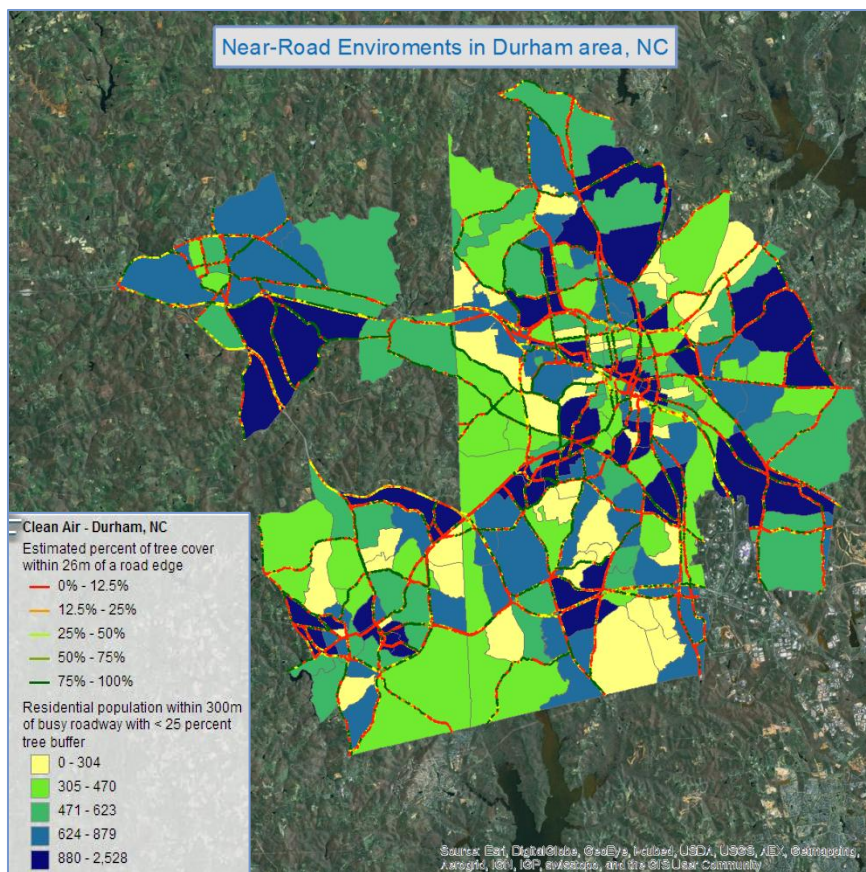 Near-Road Enviroments in Durham area, NC
Clean Air - Durham, NC
Estimated percent of tree cover
within 26m of a road edge
0% - 12.5%
12.5% - 25%
25% - 50%
50% - 75%
75% - 100%
Residential population within 300m
of busy roadway with < 25 percent
tree buffer
0 - 304
305 - 470
471 - 623
624 - 879
880 - 2,528
Source: Esri, DigitalGlobe, GeoEye, i-cubed, USDA, USGS, AEX, Getmapping,
Aerogrid, IGN, IGP, swisstopo, and the GIS User Community